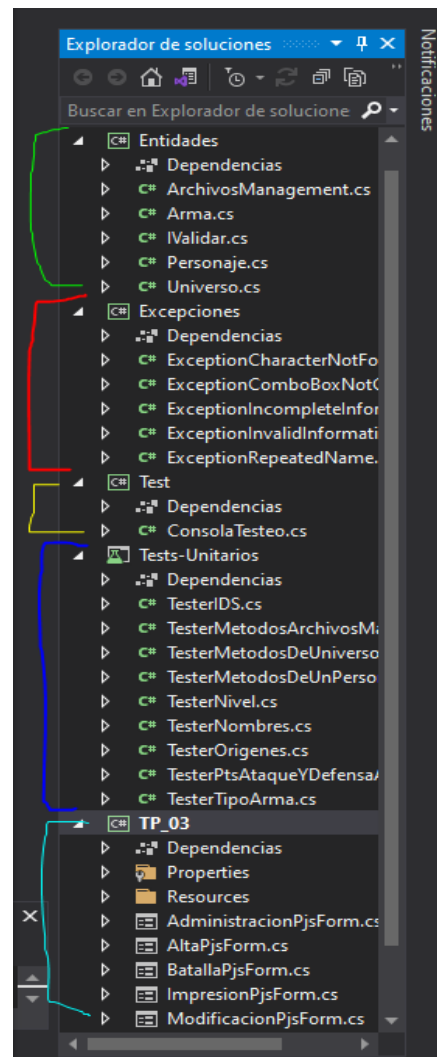 Explorador de soluciones
Notificaciones
Buscar en Explorador de solucione
C# Entidades
Dependencias
C# ArchivosManagement.cs
C# Arma.cs
C# IValidar.cs
C# Personaje.cs
C# Universo.cs
C# Excepciones
Dependencias
C# ExceptionCharacterNotFo
C# ExceptionComboBoxNot
C# ExceptionIncompleteInfor
C# ExceptionInvalidInformati
C# ExceptionRepeatedName.
C# Test
Dependencias
C# ConsolaTesteo.cs
Tests-Unitarios
Dependencias
C# TesterIDS.cs
C# TesterMetodosArchivosMa
C# TesterMetodosDeUniverso
C# TesterMetodosDeUnPerso
C# TesterNivel.cs
C# TesterNombres.cs
C# TesterOrigenes.cs
C# TesterPtsAtaqueYDefensaA
C# TesterTipoArma.cs
C# TP_03
Dependencias
Properties
Resources
AdministracionPjsForm.cs
AltaPjsForm.cs
BatallaPjsForm.cs
ImpresionPjsForm.cs
ModificacionPjsForm.cs